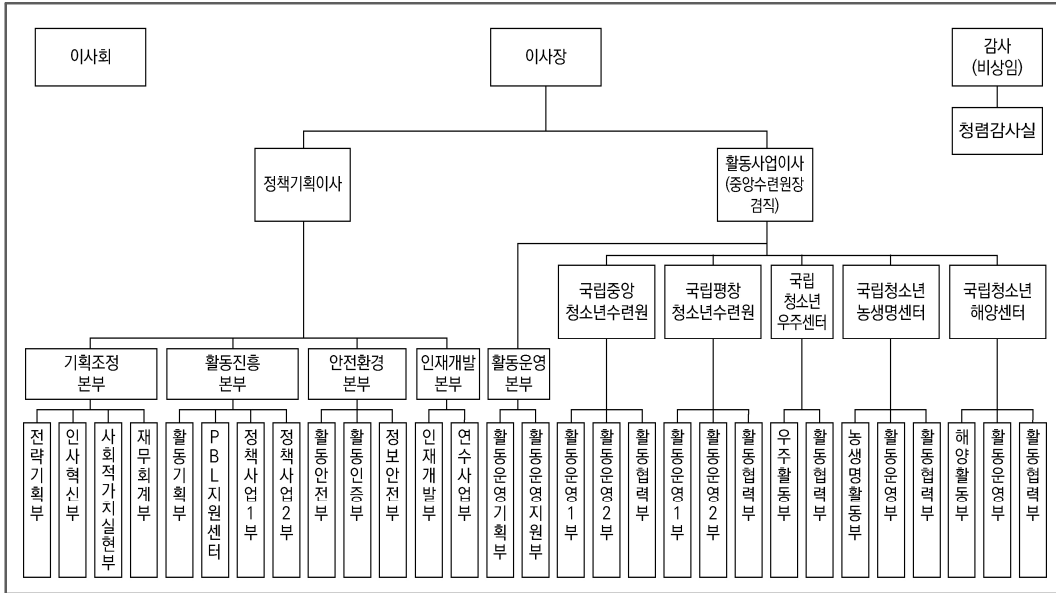 이사회
이사장
감사
(비상임)
청렴감사실
정책기획이사
활동사업이사
(중앙수련원장
겸직)
국립중앙
청소년수련원
국립평창
청소년수련원
국립
청소년
우주센터
국립청소년
농생명센터
국립청소년
해양센터
기획조정
본부
활동진흥
본부
안전환경
본부
인재개발
본부
활동운영
본부
전략기획부
인사혁신부
사회적가치실현부
재무회계부
활동기획부
PBL지원센터
정책사업1부
정책사업2부
활동안전부
활동인증부
정보안전부
인재개발부
연수사업부
활동운영기획부
활동운영지원부
활동운영1부
활동운영2부
활동협력부
활동운영1부
활동운영2부
활동협력부
우주활동부
활동협력부
농생명활동부
활동운영부
활동협력부
해양활동부
활동운영부
활동협력부